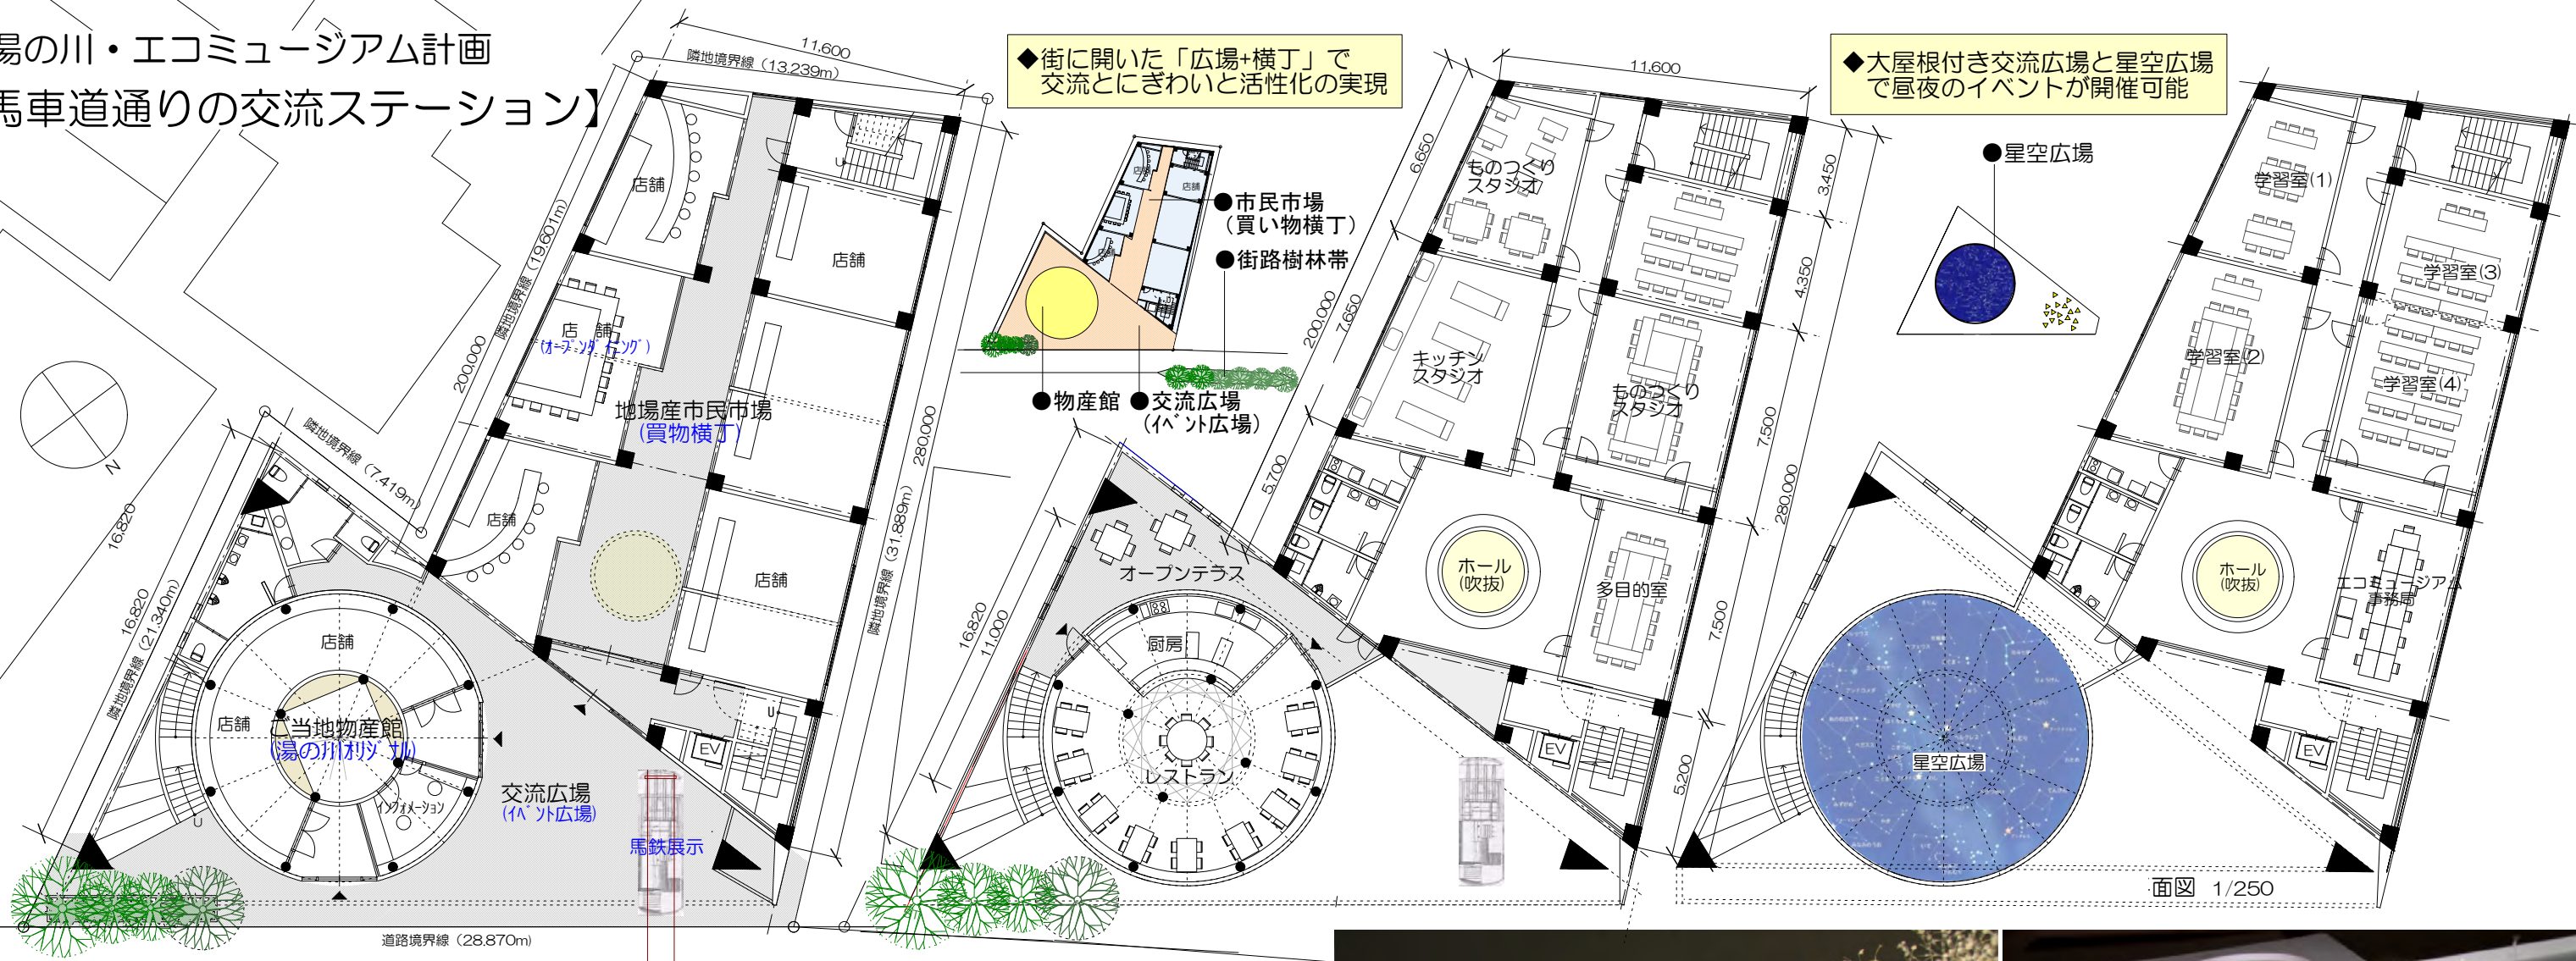 湯の川・エコミュージアム計画
馬車道通りの交流ステーション】
◆街に開いた「広場+横丁」で
交流とにぎわいと活性化の実現
◆大屋根付き交流広場と星空広場
で昼夜のイベントが開催可能
11,600
隣地境界線（13.239m）
隣地境界線（19.601m）
200.000
隣地境界線（7.419m）
16,820
16,820
隣地境界線（21.340m）
280.000
隣地境界線（31.889m）
N
店舗
店舗
店　舗
(オープンダイニング)
地場産市民市場
(買物横丁)
店舗
店舗
店舗
店舗
ご当地物産館
(湯の川オリジナル)
インフォメーション
交流広場
(イベント広場)
馬鉄展示
EV
U
U
U
道路境界線（28.870m)
店舗
店舗
店舗
●市民市場
（買い物横丁）
●街路樹林帯
●物産館
●交流広場
（イベント広場）
11,600
6,650
200.000
7,650
5,700
16,820
11,000
3,450
4,350
7,500
280.000
7,500
5,200
ものつくり
スタジオ
キッチン
スタジオ
ものつくり
スタジオ
オープンテラス
ホール
(吹抜)
多目的室
厨房
レストラン
EV
●星空広場
学習室(1)
学習室(3)
学習室(2)
学習室(4)
ホール
(吹抜)
エコミュージアム
事務局
星空広場
EV
面図　1/250